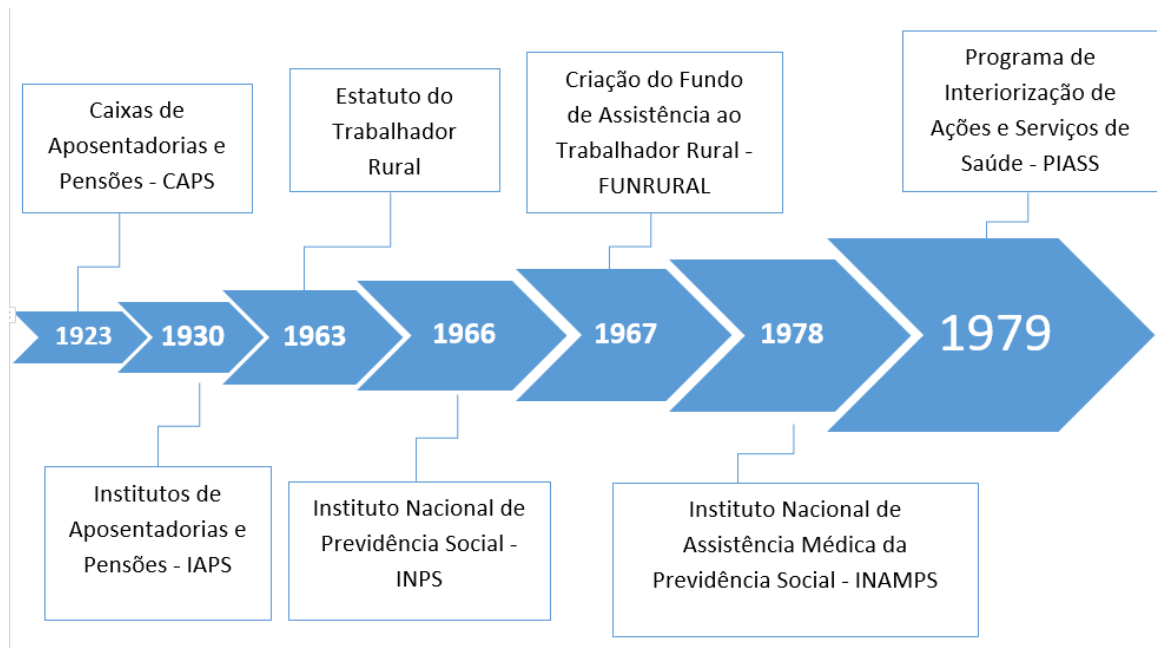 Caixas de
Aposentadorias e
Pensões - CAPS
Estatuto do
Trabalhador
Rural
Criação do Fundo
de Assistência ao
Trabalhador Rural -
FUNRURAL
Programa de
Interiorização de
Ações e Serviços de
Saúde - PIASS
1923
1930
1963
1966
1967
1978
1979
Institutos de
Aposentadorias e
Pensões - IAPS
Instituto Nacional de
Previdência Social -
INPS
Instituto Nacional de
Assistência Médica da
Previdência Social - INAMPS